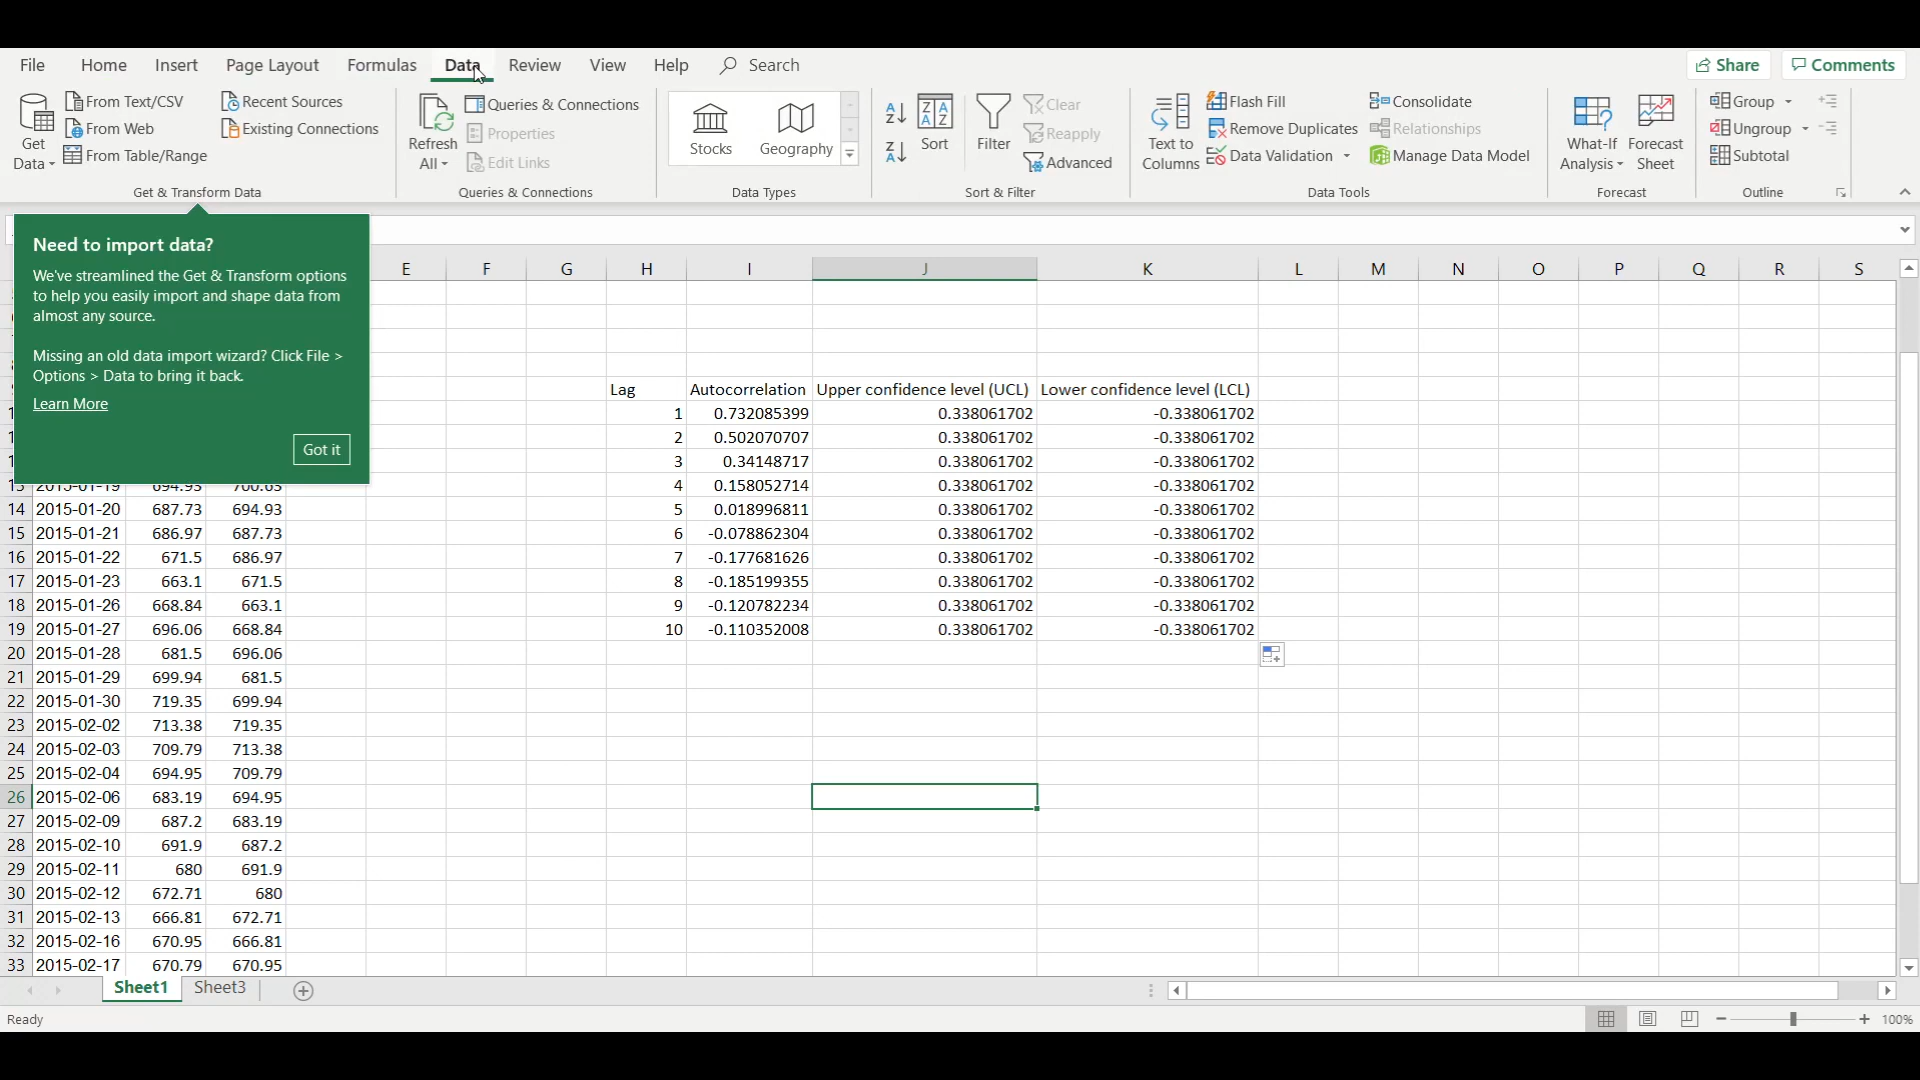 File Home Insert Page Layout Formulas Data Review View Help Search Share Comments
Get Data
From Text/CSV
From Web
From Table/Range
Recent Sources
Existing Connections
Get & Transform Data
Refresh All
Queries & Connections
Properties
Edit Links
Queries & Connections
Stocks
Geography
Data Types
Sort
Filter
Clear
Reapply
Advanced
Sort & Filter
Text to Columns
Flash Fill
Remove Duplicates
Data Validation
Consolidate
Relationships
Manage Data Model
Data Tools
What-If Analysis
Forecast Sheet
Forecast
Group
Ungroup
Subtotal
Outline
Need to import data?
We've streamlined the Get & Transform options
to help you easily import and shape data from
almost any source.
Missing an old data import wizard? Click File >
Options > Data to bring it back.
Learn More
Got it
E F G H I J K L M N O P Q R S
Lag Autocorrelation Upper confidence level (UCL) Lower confidence level (LCL)
1 0.732085399 0.338061702 -0.338061702
2 0.502070707 0.338061702 -0.338061702
3 0.34148717 0.338061702 -0.338061702
2015-01-19 694.93 700.63 4 0.158052714 0.338061702 -0.338061702
14 2015-01-20 687.73 694.93 5 0.018996811 0.338061702 -0.338061702
15 2015-01-21 686.97 687.73 6 -0.078862304 0.338061702 -0.338061702
16 2015-01-22 671.5 686.97 7 -0.177681626 0.338061702 -0.338061702
17 2015-01-23 663.1 671.5 8 -0.185199355 0.338061702 -0.338061702
18 2015-01-26 668.84 663.1 9 -0.120782234 0.338061702 -0.338061702
19 2015-01-27 696.06 668.84 10 -0.110352008 0.338061702 -0.338061702
20 2015-01-28 681.5 696.06
21 2015-01-29 699.94 681.5
22 2015-01-30 719.35 699.94
23 2015-02-02 713.38 719.35
24 2015-02-03 709.79 713.38
25 2015-02-04 694.95 709.79
26 2015-02-06 683.19 694.95
27 2015-02-09 687.2 683.19
28 2015-02-10 691.9 687.2
29 2015-02-11 680 691.9
30 2015-02-12 672.71 680
31 2015-02-13 666.81 672.71
32 2015-02-16 670.95 666.81
33 2015-02-17 670.79 670.95
Sheet1 Sheet3
Ready 100%